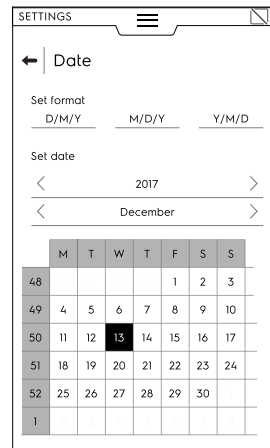 SETTINGS
Date
Set format
D/M/Y M/D/Y Y/M/D
Set date
2017
December
M T W T F S S
48 1 2 3
49 4 5 6 7 8 9 10
50 11 12 13 14 15 16 17
51 18 19 20 21 22 23 24
52 25 26 27 28 29 30
1